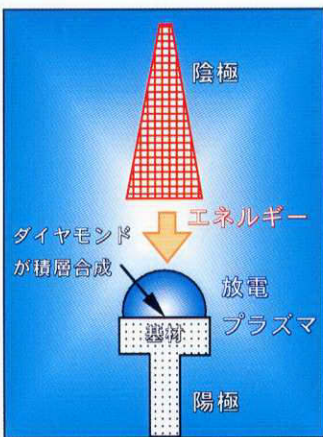 陰極
エネルギー
ダイヤモンド
が積層合成
放電
プラズマ
基材
陽極